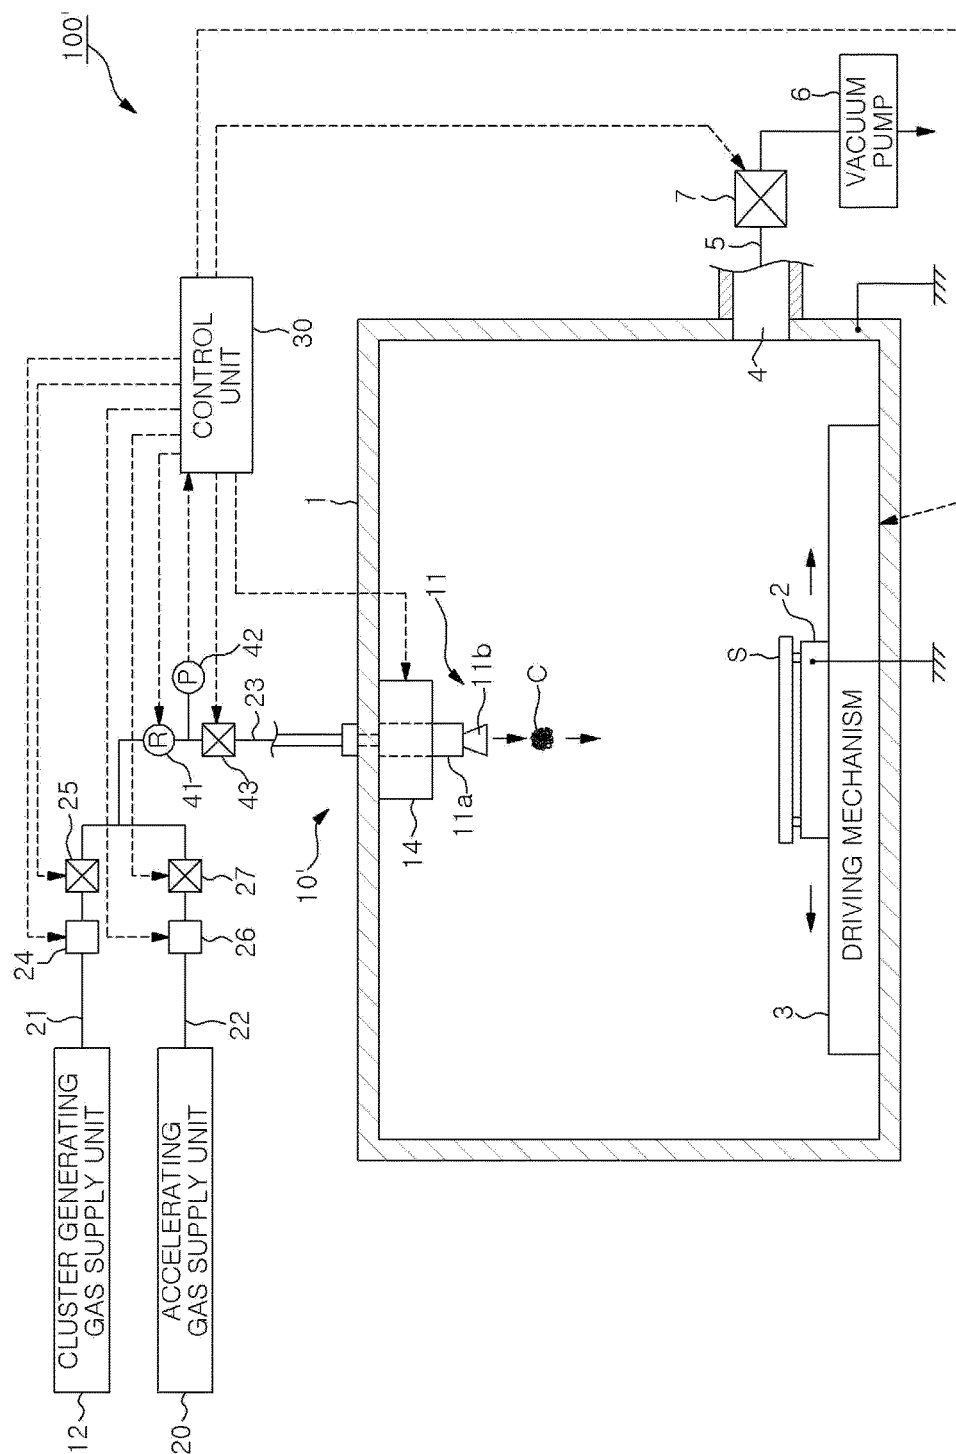 100'
CLUSTER GENERATING
GAS SUPPLY UNIT
12
21
24
25
ACCELERATING
GAS SUPPLY UNIT
20
22
26
27
R
41
P
42
43
23
CONTROL
UNIT
30
10'
14
11
11a
11b
C
1
S
2
3
DRIVING MECHANISM
4
5
7
6
VACUUM
PUMP